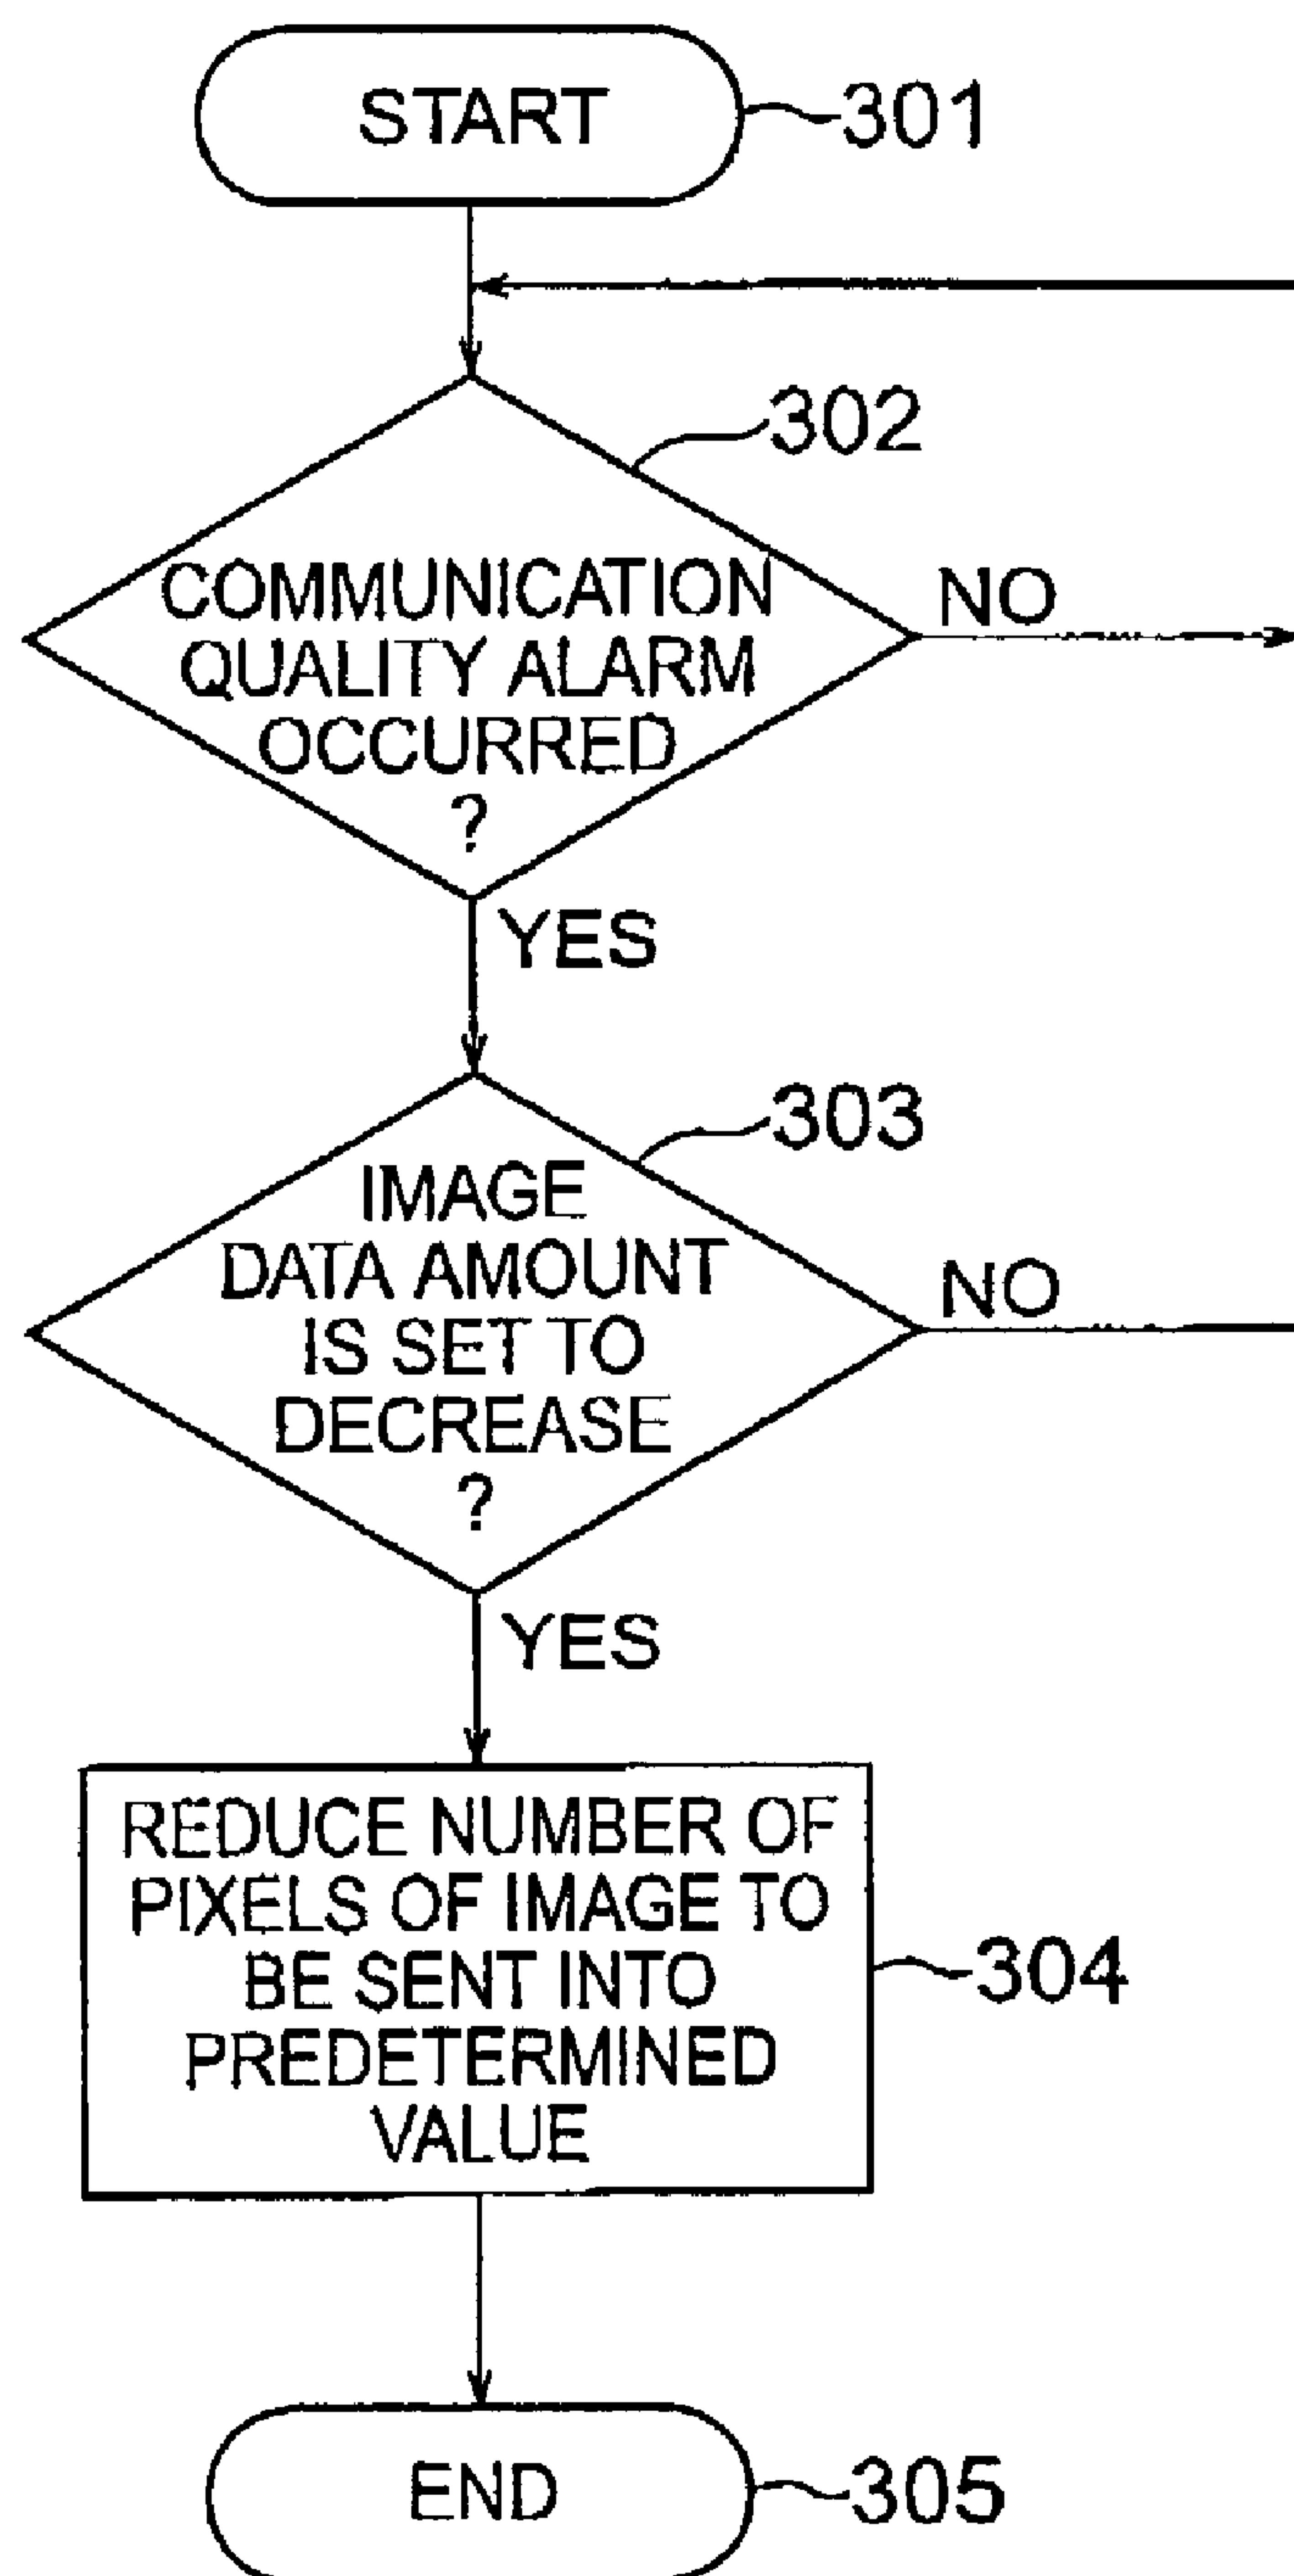 START
301
302
COMMUNICATION
QUALITY ALARM
OCCURRED
?
NO
YES
303
IMAGE
DATA AMOUNT
IS SET TO
DECREASE
?
NO
YES
REDUCE NUMBER OF
PIXELS OF IMAGE TO
BE SENT INTO
PREDETERMINED
VALUE
304
END
305